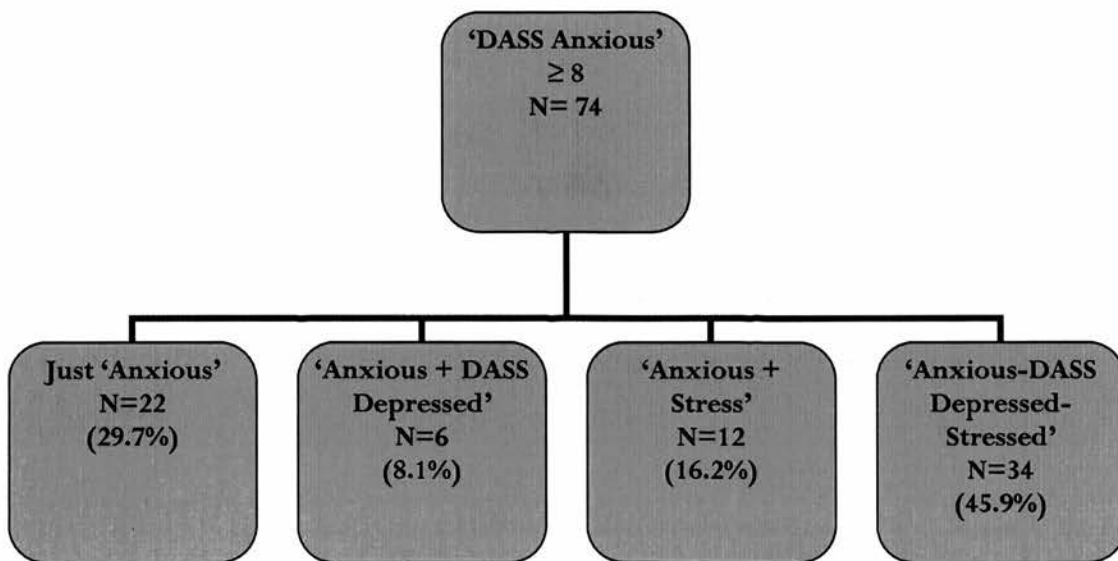 ‘DASS Anxious’
≥ 8
N= 74
Just ‘Anxious’
N=22
(29.7%)
‘Anxious + DASS
Depressed’
N=6
(8.1%)
‘Anxious +
Stress’
N=12
(16.2%)
‘Anxious-DASS
Depressed-
Stressed’
N=34
(45.9%)